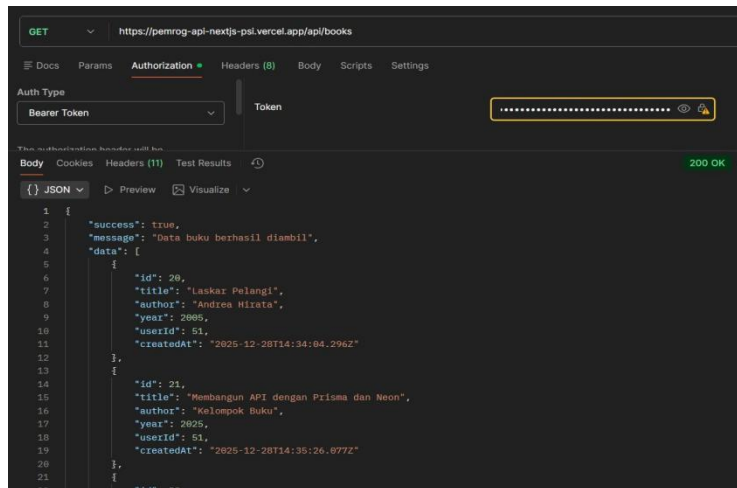 GET https://pemrog-api-nextjs-psi.vercel.app/api/books
Docs Params Authorization Headers (8) Body Scripts Settings
Auth Type
Bearer Token
Token
The authorization header will be
Body Cookies Headers (11) Test Results
200 OK
{} JSON Preview Visualize
1 {
2 "success": true,
3 "message": "Data buku berhasil diambil",
4 "data": [
5 {
6 "id": 20,
7 "title": "Laskar Pelangi",
8 "author": "Andrea Hirata",
9 "year": 2005,
10 "userId": 51,
11 "createdAt": "2025-12-28T14:34:04.296Z"
12 },
13 {
14 "id": 21,
15 "title": "Membangun API dengan Prisma dan Neon",
16 "author": "Kelompok Buku",
17 "year": 2025,
18 "userId": 51,
19 "createdAt": "2025-12-28T14:35:26.077Z"
20 },
21 {